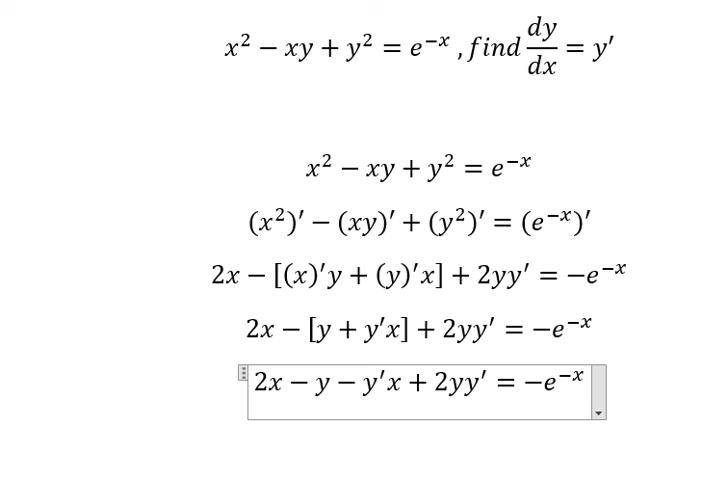 x² − xy + y² = e⁻ˣ , find dy/dx = y′
x² − xy + y² = e⁻ˣ
(x²)′ − (xy)′ + (y²)′ = (e⁻ˣ)′
2x − [(x)′y + (y)′x] + 2yy′ = −e⁻ˣ
2x − [y + y′x] + 2yy′ = −e⁻ˣ
2x − y − y′x + 2yy′ = −e⁻ˣ